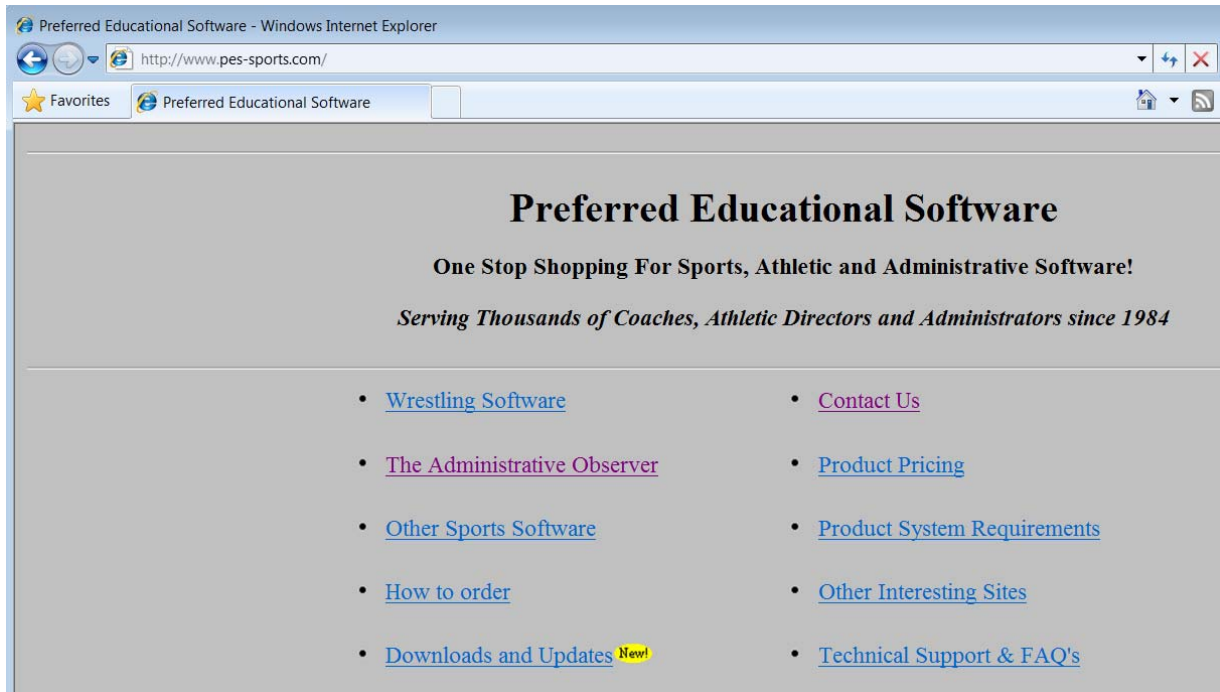 Preferred Educational Software - Windows Internet Explorer
http://www.pes-sports.com/
Favorites
Preferred Educational Software
Preferred Educational Software
One Stop Shopping For Sports, Athletic and Administrative Software!
Serving Thousands of Coaches, Athletic Directors and Administrators since 1984
Wrestling Software
Contact Us
The Administrative Observer
Product Pricing
Other Sports Software
Product System Requirements
How to order
Other Interesting Sites
Downloads and Updates New!
Technical Support & FAQ's